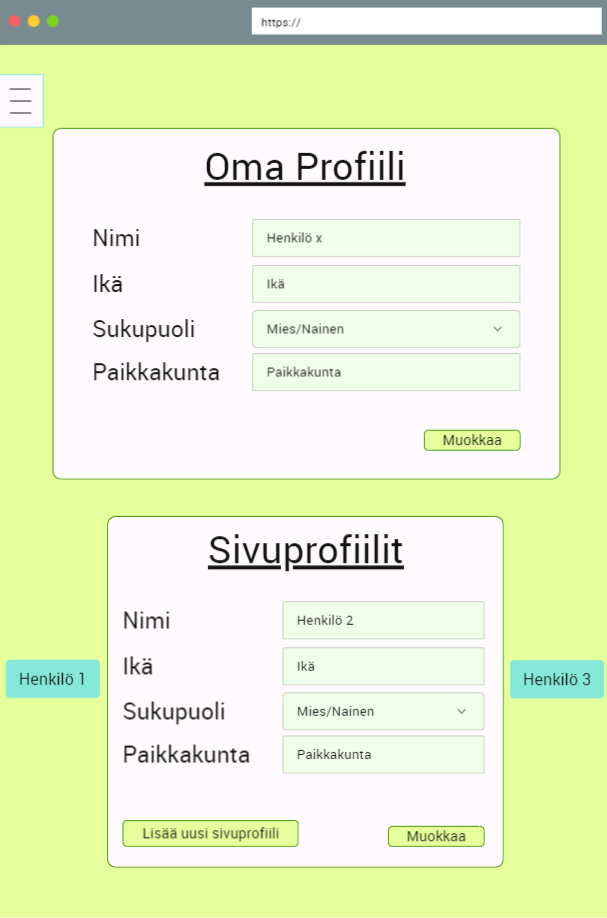 https://
Oma Profiili
Nimi Henkilö x
Ikä Ikä
Sukupuoli Mies/Nainen
Paikkakunta Paikkakunta
Muokkaa
Sivuprofiilit
Nimi Henkilö 2
Ikä Ikä
Henkilö 1
Henkilö 3
Sukupuoli Mies/Nainen
Paikkakunta Paikkakunta
Lisää uusi sivuprofiili Muokkaa